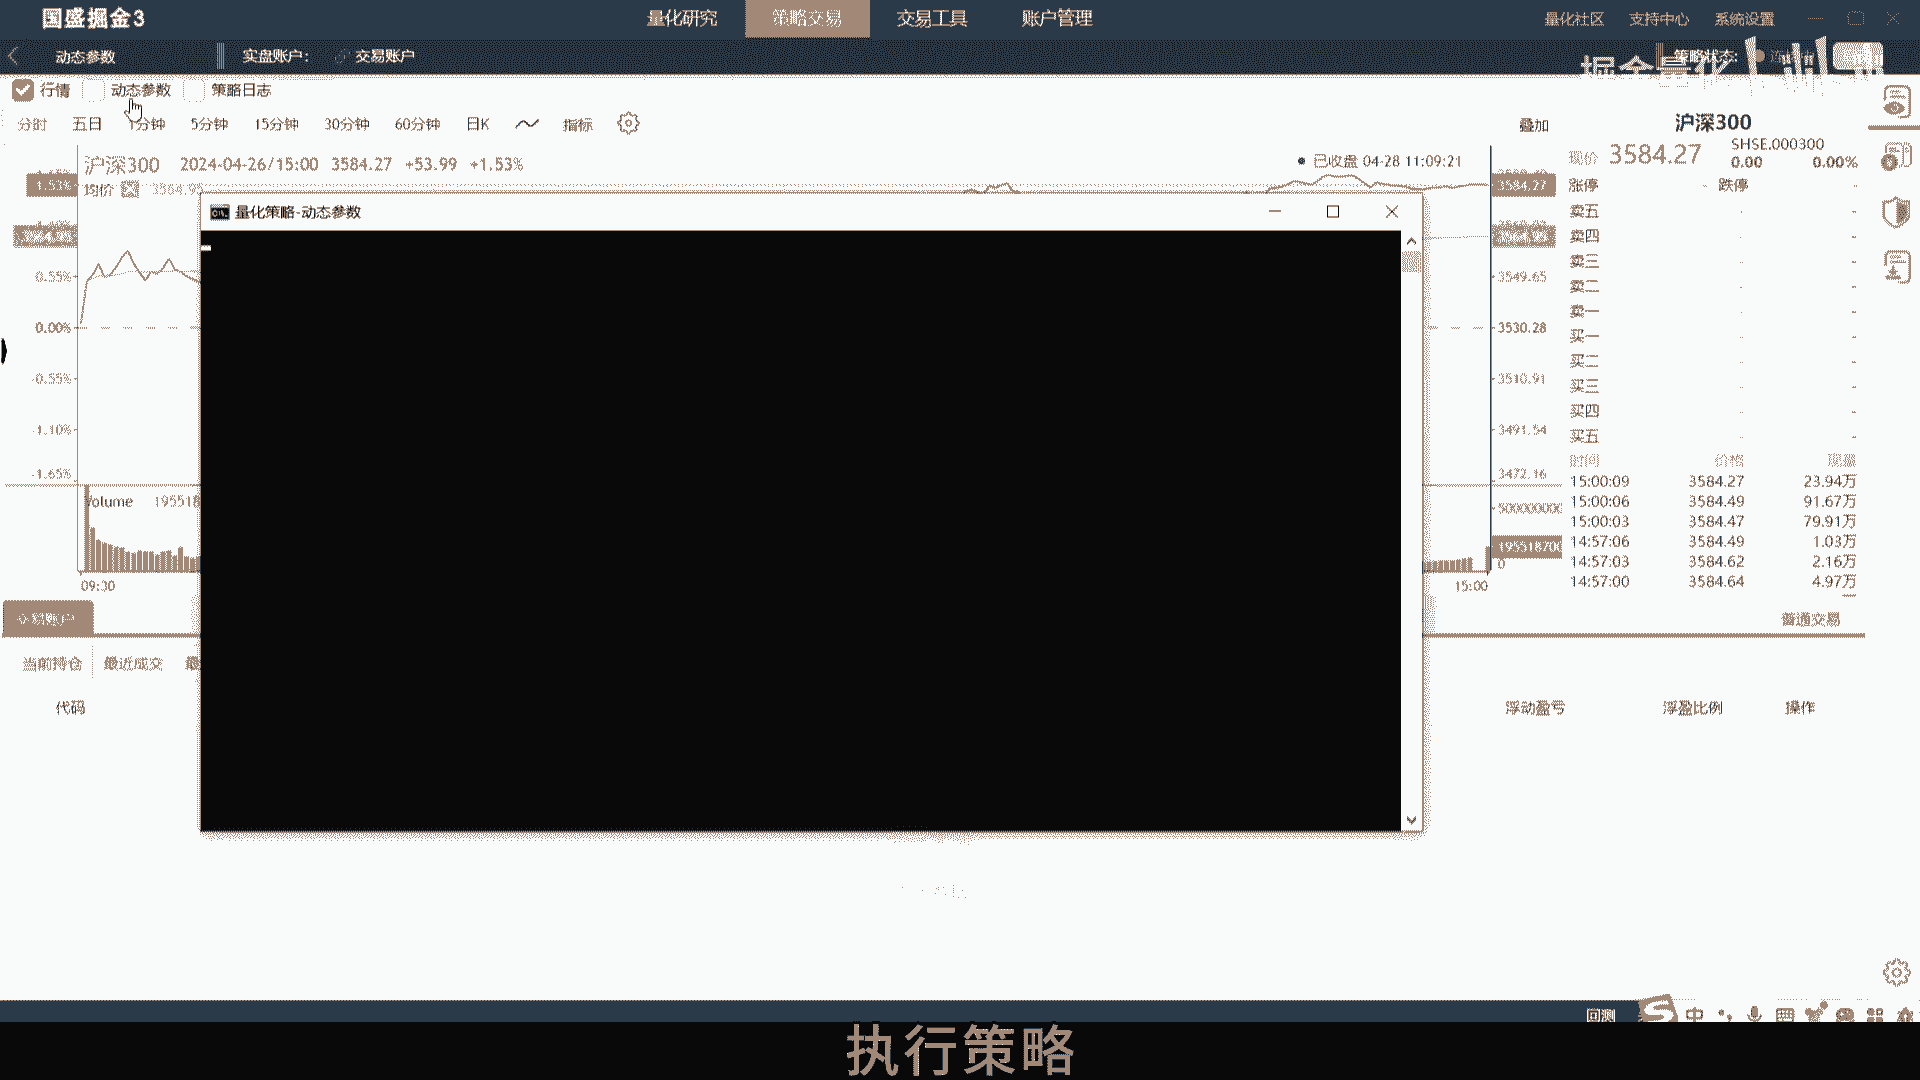 国盛掘金3
量化研究 策略交易 交易工具 账户管理
量化社区 支持中心 系统设置
动态参数 实盘账户: 交易账户
策略状态:
掘金量化
行情 动态参数 策略日志
分时 五日 1分钟 5分钟 15分钟 30分钟 60分钟 日K 指标
叠加
沪深300
沪深300 2024-04-26/15:00 3584.27 +53.99 +1.53%
已收盘 04-28 11:09:21
现价 3584.27
SHSE.000300
0.00 0.00%
均价 3564.95
1.53%
3584.27
涨停 - 跌停 -
量化策略-动态参数
卖五
卖四
卖三
卖二
卖一
买一
买二
买三
买四
买五
0.55%
0.00%
-0.55%
-1.10%
-1.65%
3549.65
3530.28
3510.91
3491.54
3472.16
时间 价格 现量
15:00:09 3584.27 23.94万
15:00:06 3584.49 91.67万
15:00:03 3584.47 79.91万
14:57:06 3584.49 1.03万
14:57:03 3584.62 2.16万
14:57:00 3584.64 4.97万
Volume 195518
50000000
195518700
0
09:30
15:00
交易账户
普通交易
当前持仓 最近成交
代码
浮动盈亏 浮盈比例 操作
回测
中
执行策略